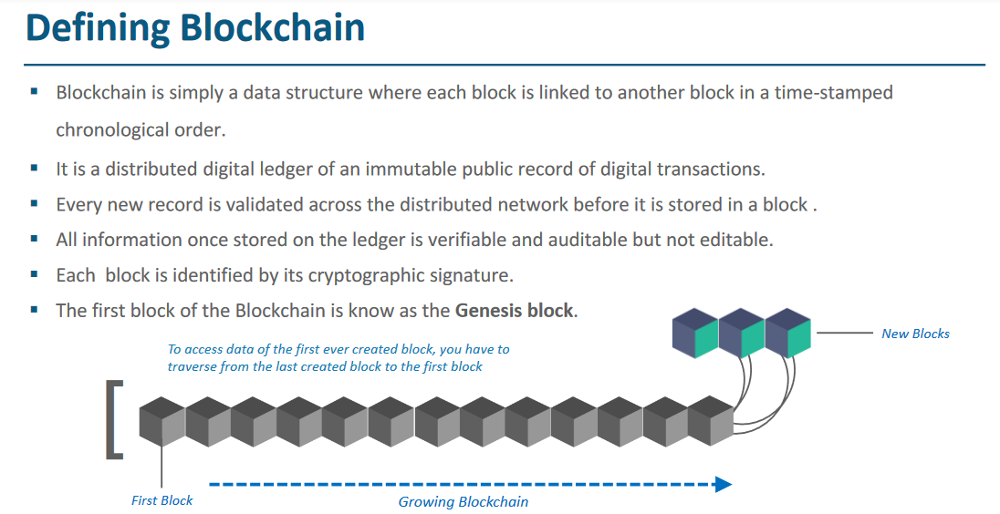 Defining Blockchain
▪ Blockchain is simply a data structure where each block is linked to another block in a time-stamped
chronological order.
▪ It is a distributed digital ledger of an immutable public record of digital transactions.
▪ Every new record is validated across the distributed network before it is stored in a block .
▪ All information once stored on the ledger is verifiable and auditable but not editable.
▪ Each  block is identified by its cryptographic signature.
▪ The first block of the Blockchain is know as the Genesis block.
New Blocks
To access data of the first ever created block, you have to
traverse from the last created block to the first block
First Block
Growing Blockchain